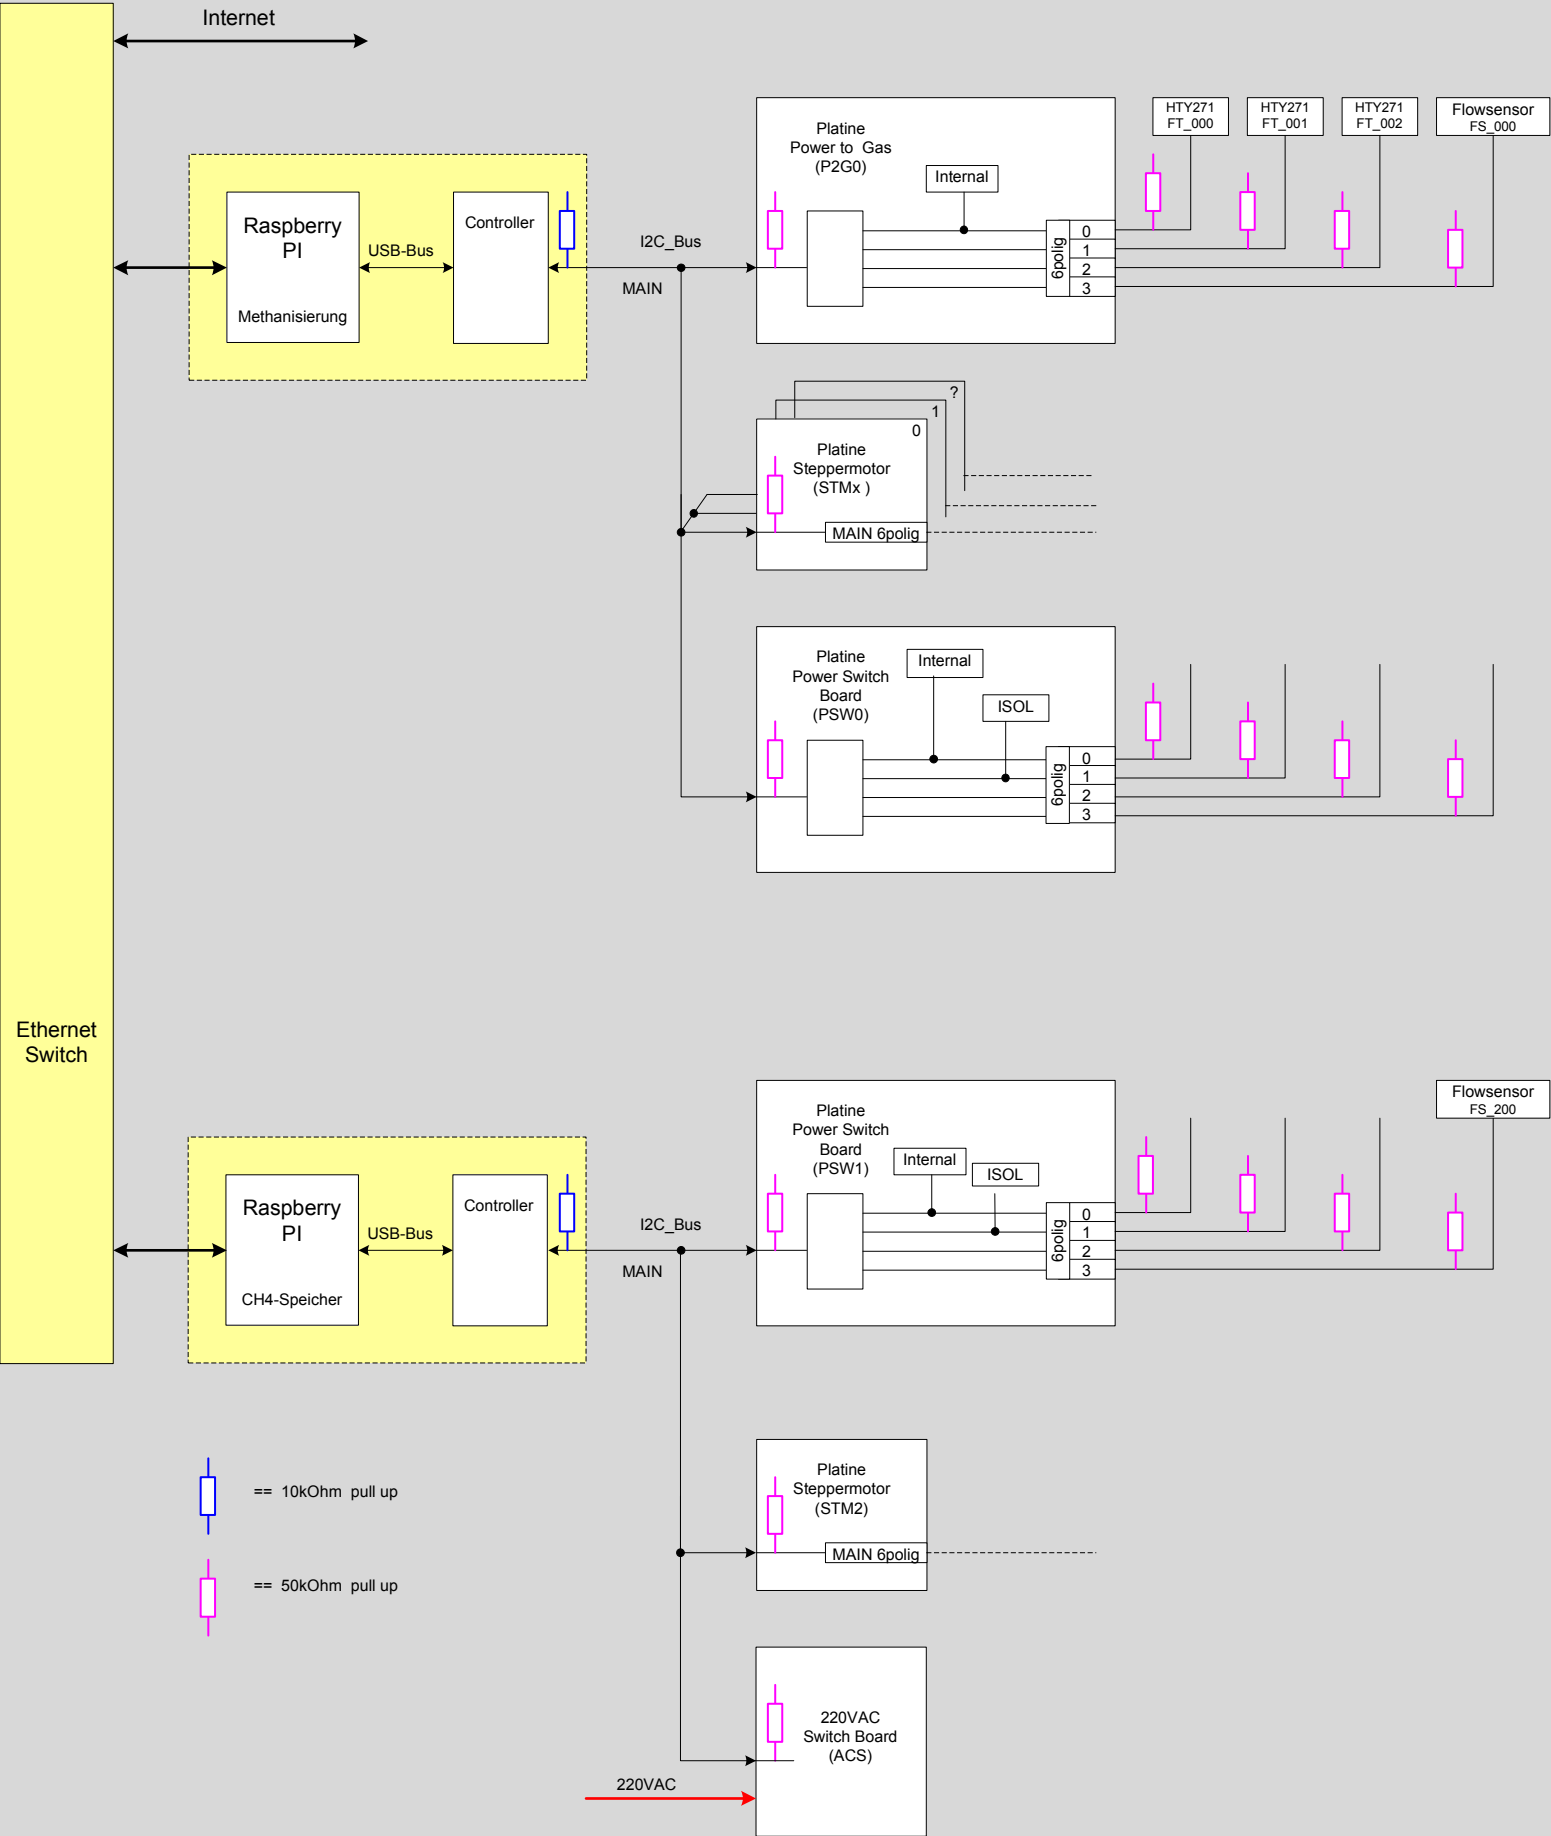 Internet
Ethernet
Switch
Raspberry
PI
Methanisierung
USB-Bus
Controller
I2C_Bus
MAIN
Platine
Power to  Gas
(P2G0)
Internal
6polig
0
1
2
3
HTY271
FT_000
HTY271
FT_001
HTY271
FT_002
Flowsensor
FS_000
?
1
0
Platine
Steppermotor
(STMx )
MAIN 6polig
Platine
Power Switch
Board
(PSW0)
Internal
ISOL
6polig
0
1
2
3
Raspberry
PI
CH4-Speicher
USB-Bus
Controller
I2C_Bus
MAIN
Platine
Power Switch
Board
(PSW1)
Internal
ISOL
6polig
0
1
2
3
Flowsensor
FS_200
== 10kOhm  pull up
== 50kOhm  pull up
Platine
Steppermotor
(STM2)
MAIN 6polig
220VAC
Switch Board
(ACS)
220VAC